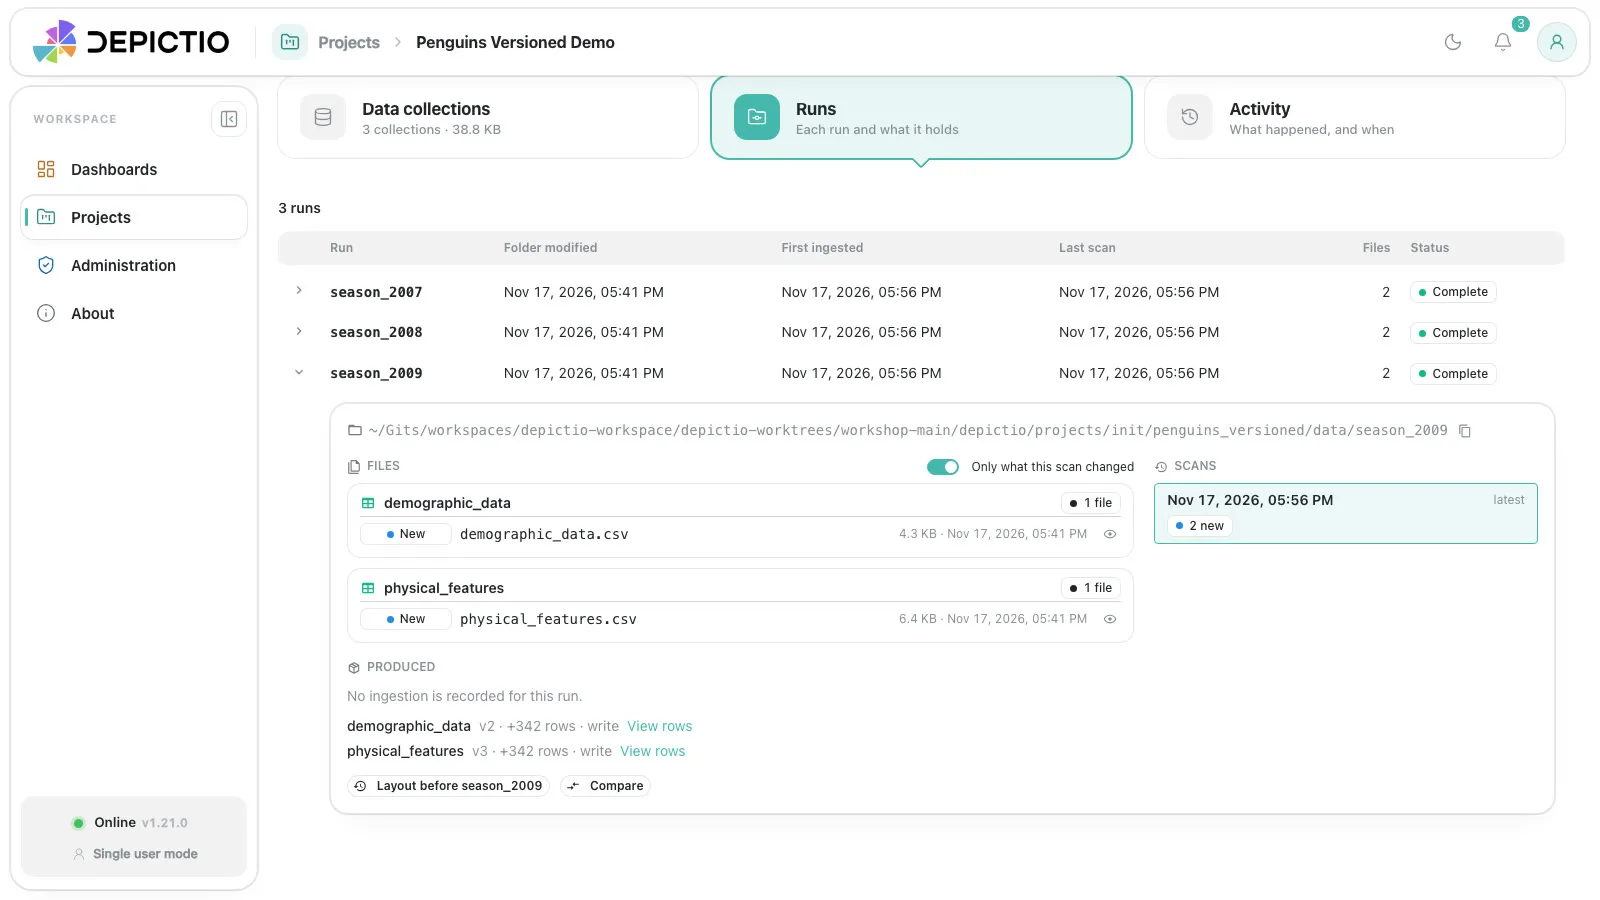 DEPICTIO
Projects
Penguins Versioned Demo
3
WORKSPACE
Dashboards
Projects
Administration
About
Online v1.21.0
Single user mode
Data collections
3 collections · 38.8 KB
Runs
Each run and what it holds
Activity
What happened, and when
3 runs
Run Folder modified First ingested Last scan Files Status
season_2007 Nov 17, 2026, 05:41 PM Nov 17, 2026, 05:56 PM Nov 17, 2026, 05:56 PM 2 Complete
season_2008 Nov 17, 2026, 05:41 PM Nov 17, 2026, 05:56 PM Nov 17, 2026, 05:56 PM 2 Complete
season_2009 Nov 17, 2026, 05:41 PM Nov 17, 2026, 05:56 PM Nov 17, 2026, 05:56 PM 2 Complete
~/Gits/workspaces/depictio-workspace/depictio-worktrees/workshop-main/depictio/projects/init/penguins_versioned/data/season_2009
FILES
Only what this scan changed
demographic_data 1 file
New demographic_data.csv 4.3 KB · Nov 17, 2026, 05:41 PM
physical_features 1 file
New physical_features.csv 6.4 KB · Nov 17, 2026, 05:41 PM
SCANS
Nov 17, 2026, 05:56 PM latest
2 new
PRODUCED
No ingestion is recorded for this run.
demographic_data v2 · +342 rows · write View rows
physical_features v3 · +342 rows · write View rows
Layout before season_2009
Compare